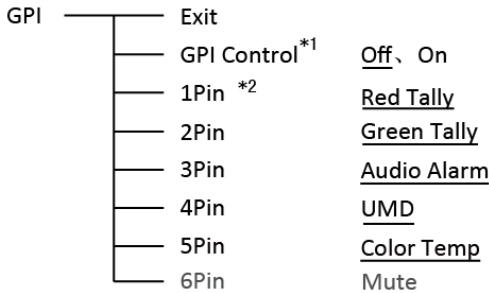 GPI Exit
GPI Control*1 Off、On
1Pin *2 Red Tally
2Pin Green Tally
3Pin Audio Alarm
4Pin UMD
5Pin Color Temp
6Pin Mute